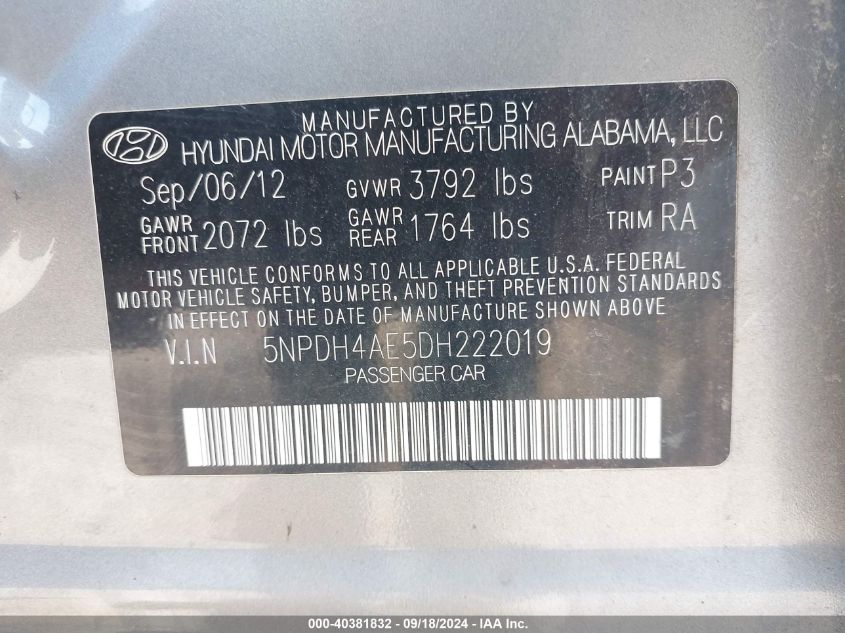 MANUFACTURED BY
HYUNDAI MOTOR MANUFACTURING ALABAMA, LLC
Sep/06/12 GVWR 3792 lbs PAINT P3
GAWR FRONT 2072 lbs GAWR REAR 1764 lbs TRIM RA
THIS VEHICLE CONFORMS TO ALL APPLICABLE U.S.A. FEDERAL
MOTOR VEHICLE SAFETY, BUMPER, AND THEFT PREVENTION STANDARDS
IN EFFECT ON THE DATE OF MANUFACTURE SHOWN ABOVE
V.I.N 5NPDH4AE5DH222019
PASSENGER CAR
000-40381832 - 09/18/2024 - IAA Inc.